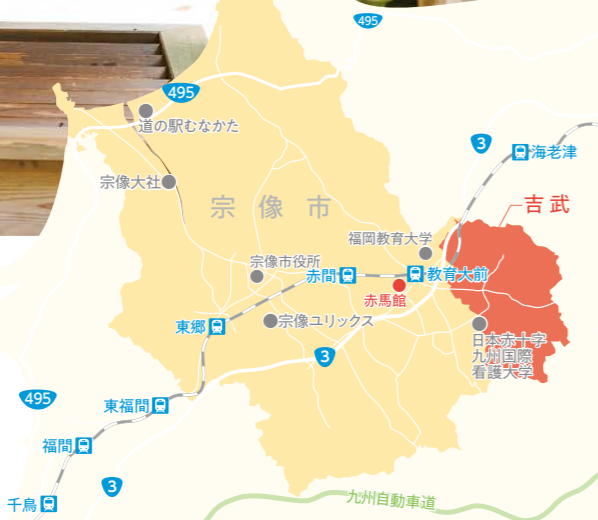 495
495
道の駅むなかた
3
海老津
宗像大社
吉武
宗像市
福岡教育大学
宗像市役所
赤間
教育大前
赤馬館
東郷
宗像ユリックス
日本赤十字
九州国際
看護大学
3
495
東福間
福間
3
千鳥
九州自動車道